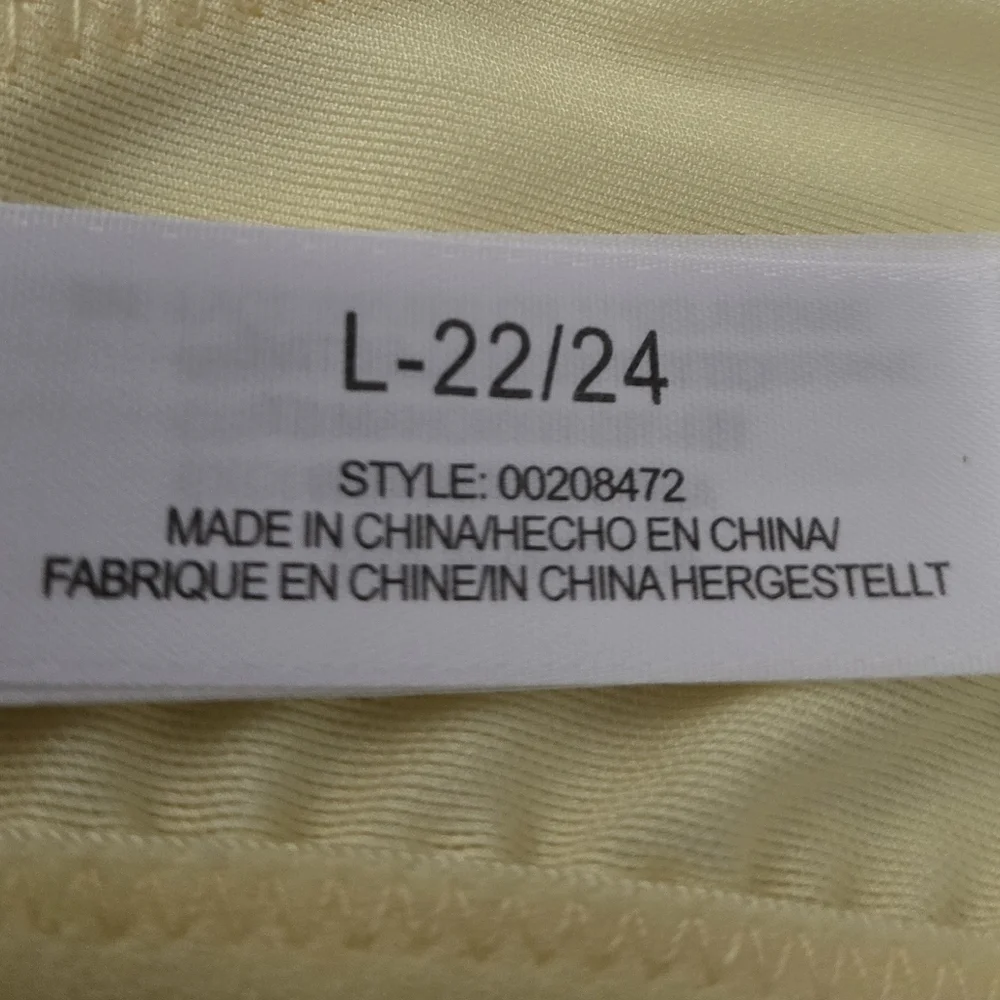 L-22/24
STYLE: 00208472
MADE IN CHINA/HECHO EN CHINA/
FABRIQUE EN CHINE/IN CHINA HERGESTELLT